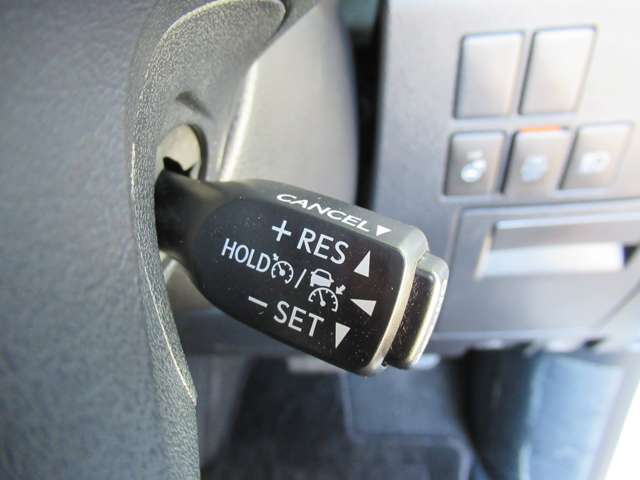 CANCEL▼
+ RES ▲
HOLD /
− SET ▼